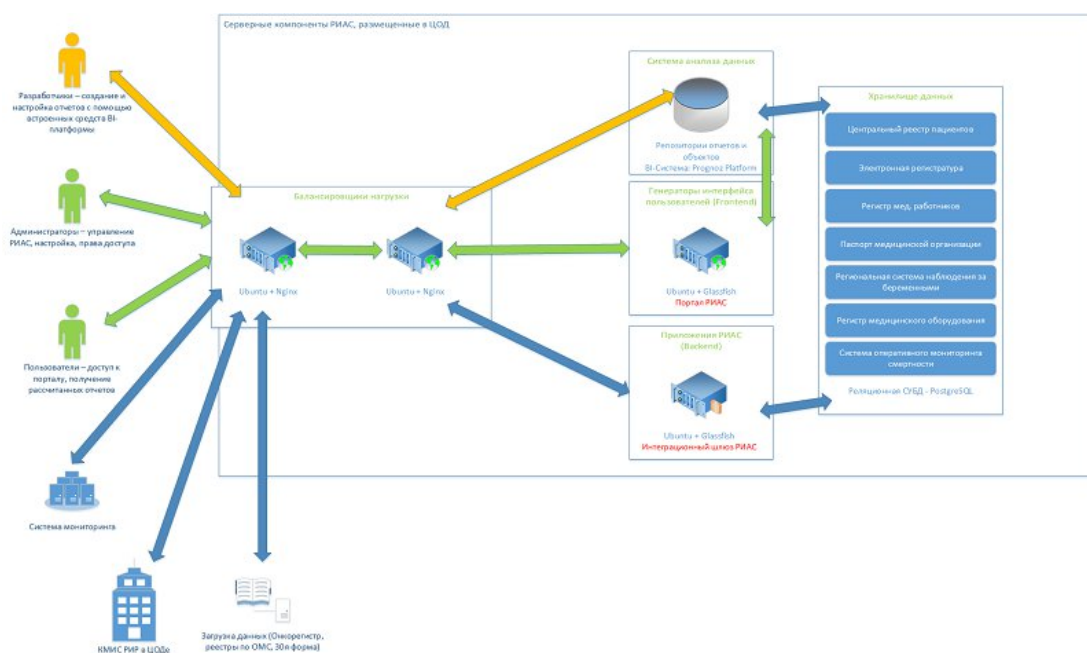 Серверные компоненты РИАС, размещенные в ЦОД
Разработчики – создание и
настройка отчетов с помощью
встроенных средств BI-
платформы
Администраторы – управление
РИАС, настройка, права доступа
Пользователи – доступ к
порталу, получение
рассчитанных отчетов
Система мониторинга
КМИС РИР в ЦОДе
Загрузка данных (Онкорегистр,
реестры по ОМС, 30я форма)
Балансировщики нагрузки
Ubuntu + Nginx
Ubuntu + Nginx
Система анализа данных
Репозитории отчетов и
объектов
BI-Система: Prognoz Platform
Генераторы интерфейса
пользователей (Frontend)
Ubuntu + Glassfish
Портал РИАС
Приложения РИАС
(Backend)
Ubuntu + Glassfish
Интеграционный шлюз РИАС
Хранилище данных
Центральный реестр пациентов
Электронная регистратура
Регистр мед. работников
Паспорт медицинской организации
Региональная система наблюдения за
беременными
Регистр медицинского оборудования
Система оперативного мониторинга
смертности
Реляционная СУБД - PostgreSQL